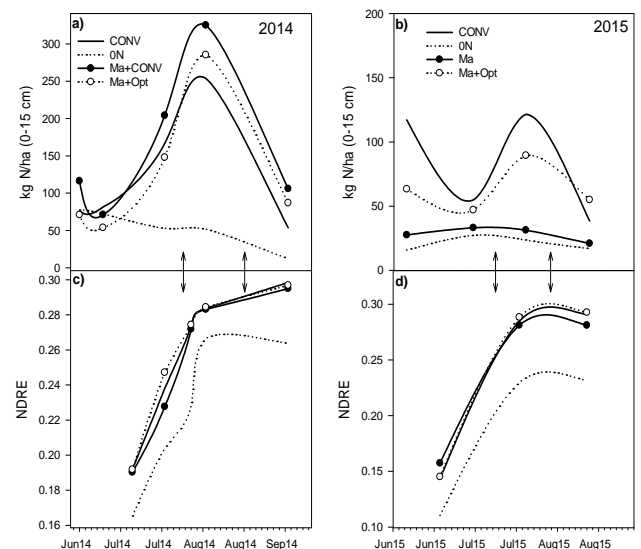 a)
2014
CONV
0N
Ma+CONV
Ma+Opt
kg N/ha (0-15 cm)
350
300
250
200
150
100
50
0
b)
2015
CONV
0N
Ma
Ma+Opt
kg N/ha (0-15 cm)
200
150
100
50
0
c)
NDRE
0.30
0.28
0.26
0.24
0.22
0.20
0.18
0.16
Jun14 Jul14 Jul14 Aug14 Aug14 Sep14
d)
NDRE
0.30
0.25
0.20
0.15
0.10
Jun15 Jun15 Jul15 Jul15 Aug15 Aug15